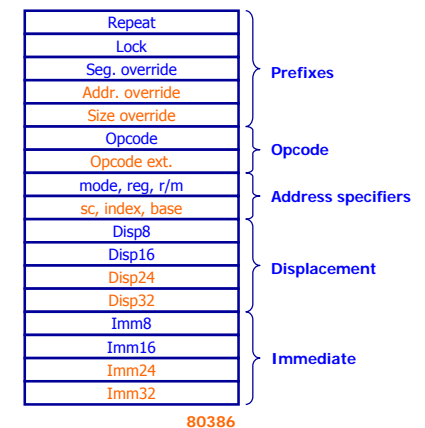 Repeat
Lock
Seg. override
Addr. override
Size override
Prefixes
Opcode
Opcode ext.
Opcode
mode, reg, r/m
sc, index, base
Address specifiers
Disp8
Disp16
Disp24
Disp32
Displacement
Imm8
Imm16
Imm24
Imm32
Immediate
80386